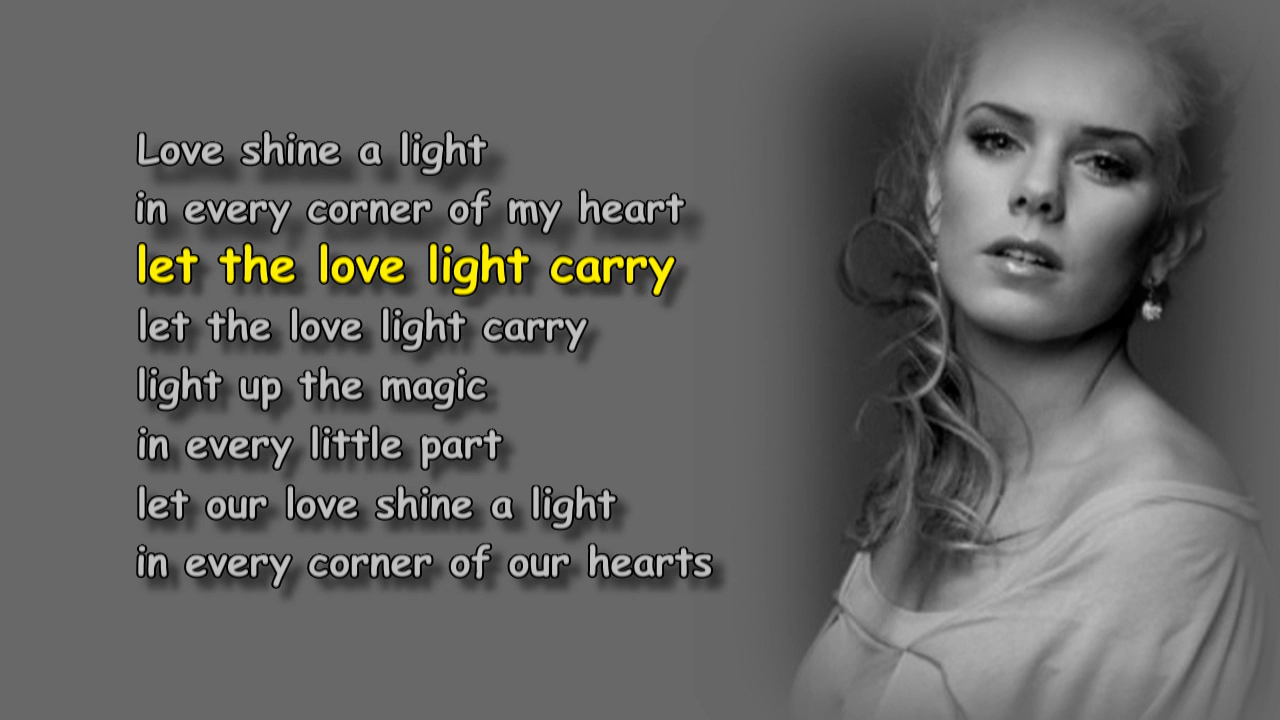 Love shine a light
in every corner of my heart
let the love light carry
let the love light carry
light up the magic
in every little part
let our love shine a light
in every corner of our hearts